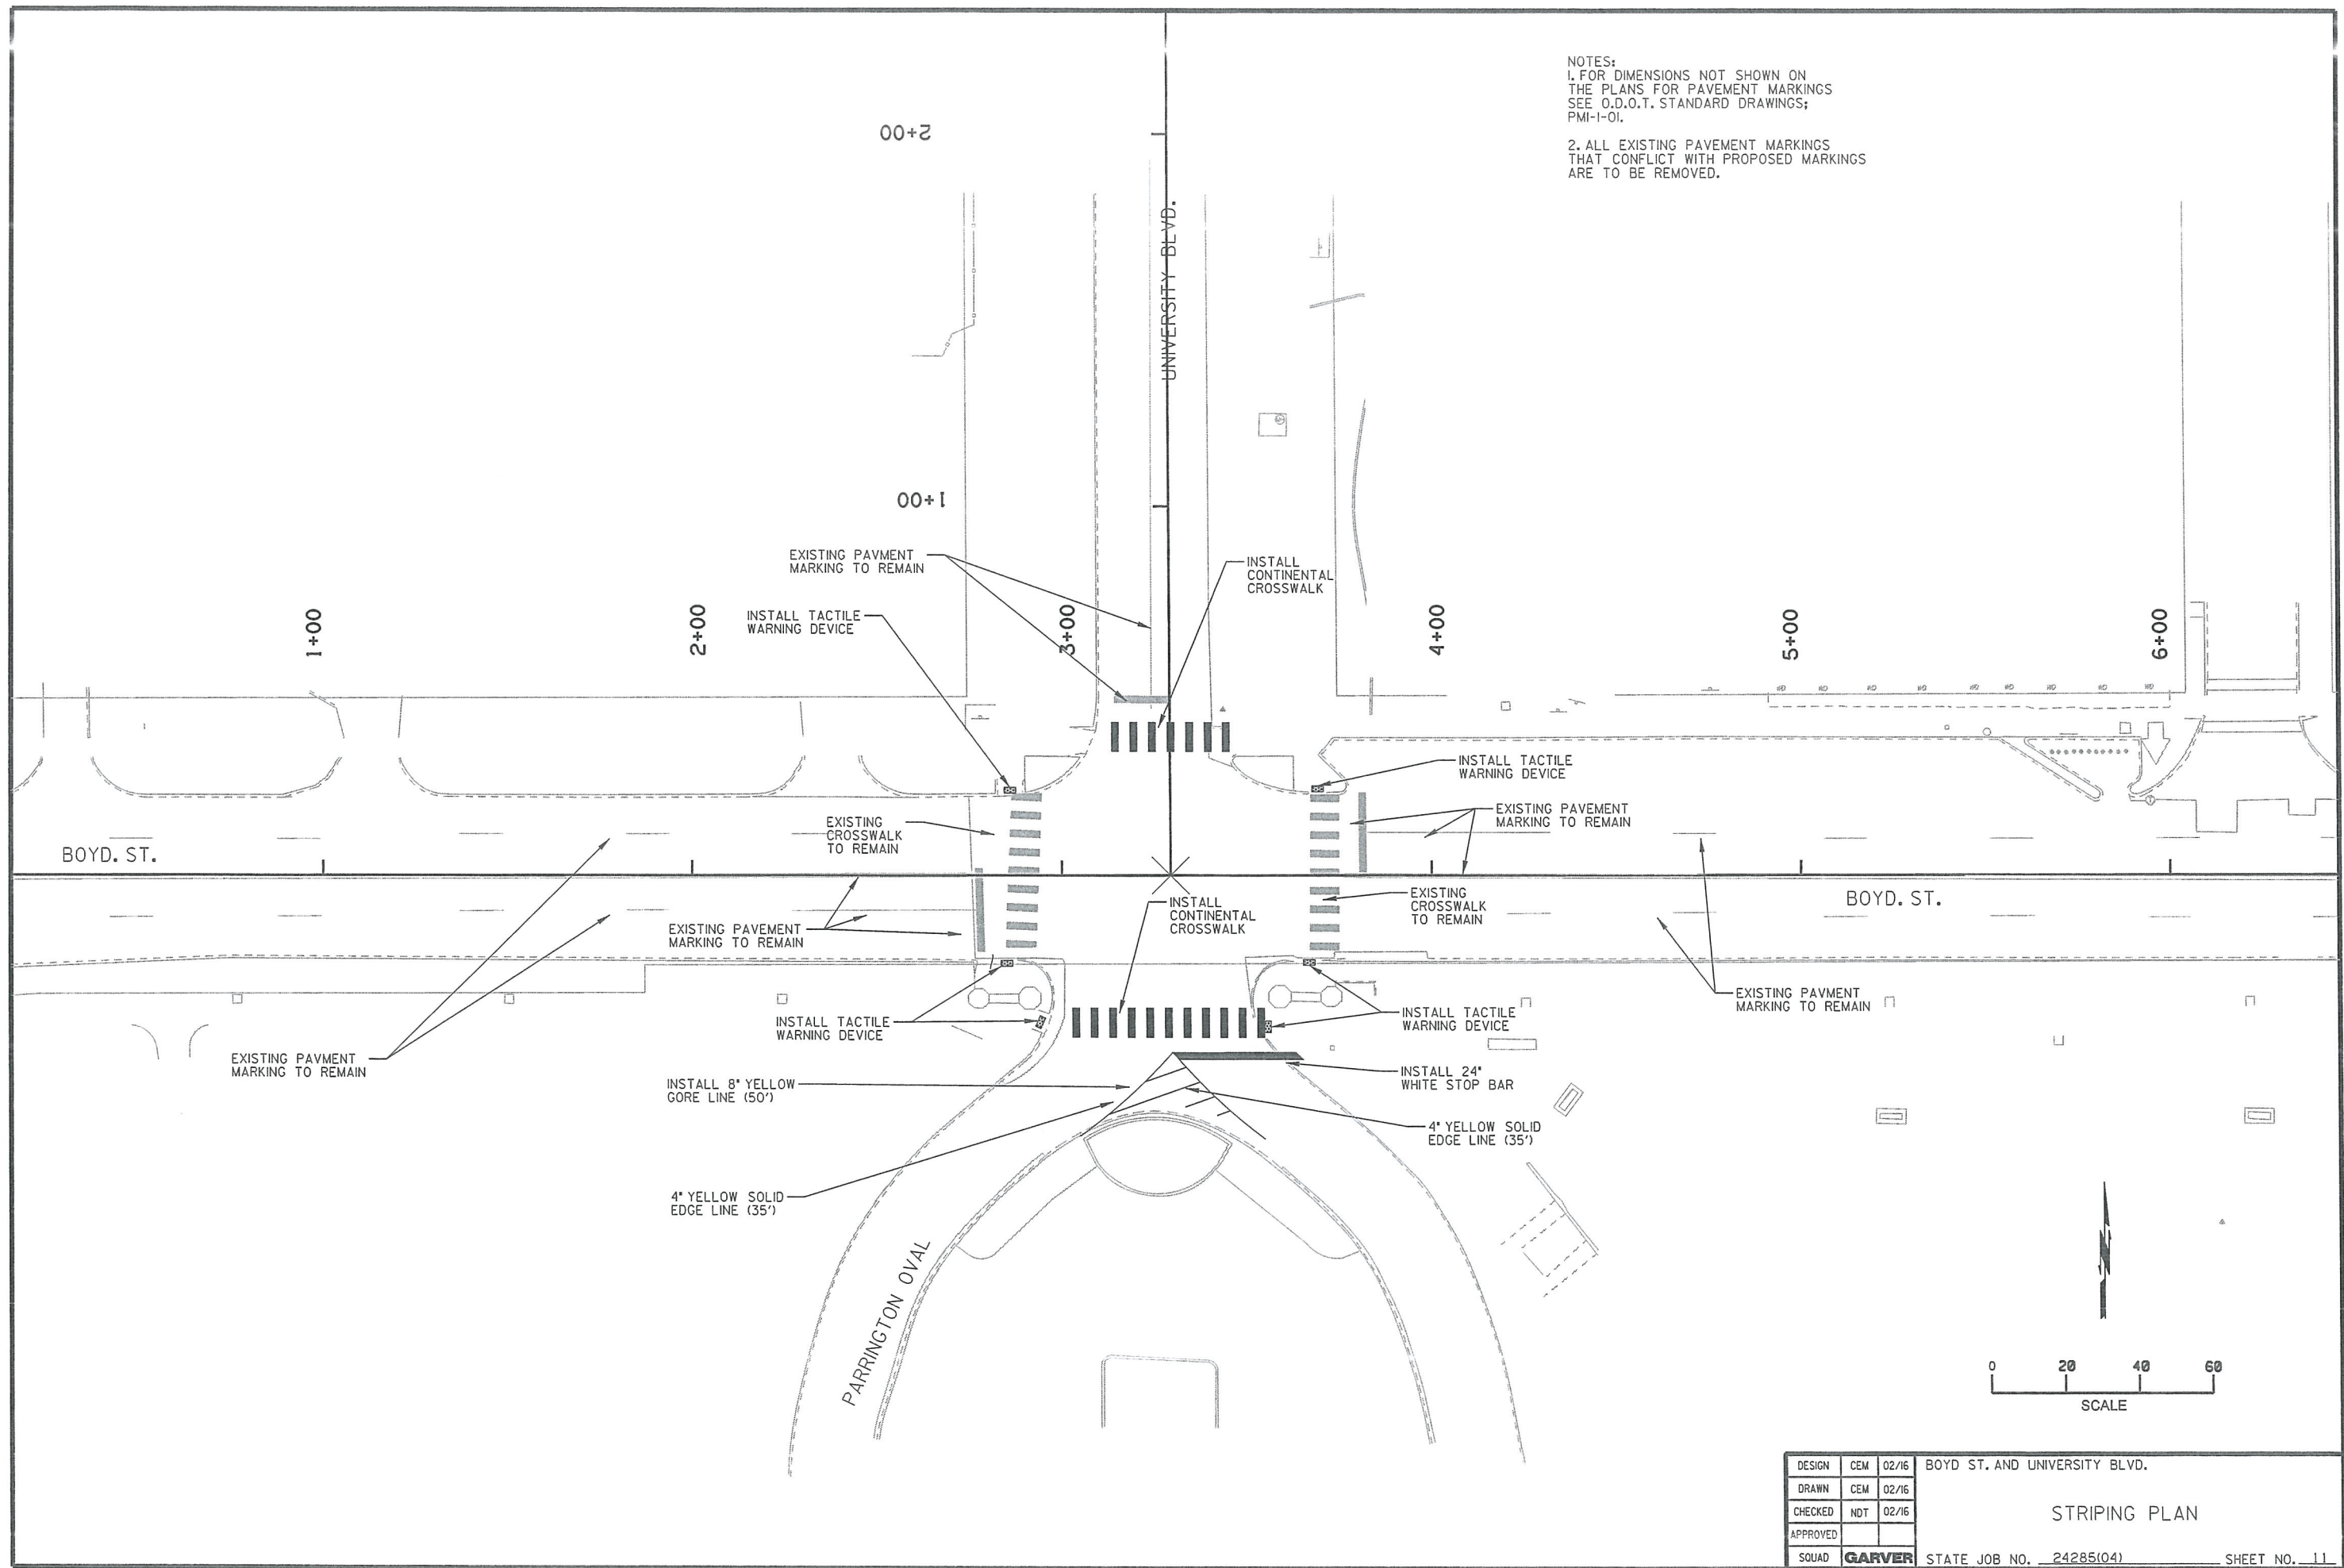 NOTES:
1. FOR DIMENSIONS NOT SHOWN ON
THE PLANS FOR PAVEMENT MARKINGS
SEE O.D.O.T. STANDARD DRAWINGS;
PM1-1-01.
2. ALL EXISTING PAVEMENT MARKINGS
THAT CONFLICT WITH PROPOSED MARKINGS
ARE TO BE REMOVED.
2+00
UNIVERSITY BLVD.
1+00
EXISTING PAVMENT
MARKING TO REMAIN
INSTALL
CONTINENTAL
CROSSWALK
INSTALL TACTILE
WARNING DEVICE
1+00
2+00
3+00
4+00
5+00
6+00
INSTALL TACTILE
WARNING DEVICE
EXISTING
CROSSWALK
TO REMAIN
EXISTING PAVEMENT
MARKING TO REMAIN
BOYD. ST.
EXISTING
CROSSWALK
TO REMAIN
BOYD. ST.
INSTALL
CONTINENTAL
CROSSWALK
EXISTING PAVEMENT
MARKING TO REMAIN
EXISTING PAVMENT
MARKING TO REMAIN
INSTALL TACTILE
WARNING DEVICE
INSTALL TACTILE
WARNING DEVICE
EXISTING PAVMENT
MARKING TO REMAIN
INSTALL 8" YELLOW
GORE LINE (50')
INSTALL 24"
WHITE STOP BAR
4" YELLOW SOLID
EDGE LINE (35')
4" YELLOW SOLID
EDGE LINE (35')
PARRINGTON OVAL
N
0 20 40 60
SCALE
DESIGN CEM 02/16
DRAWN CEM 02/16
CHECKED NDT 02/16
APPROVED
SQUAD GARVER
BOYD ST. AND UNIVERSITY BLVD.
STRIPING PLAN
STATE JOB NO. 24285(04) SHEET NO. 11